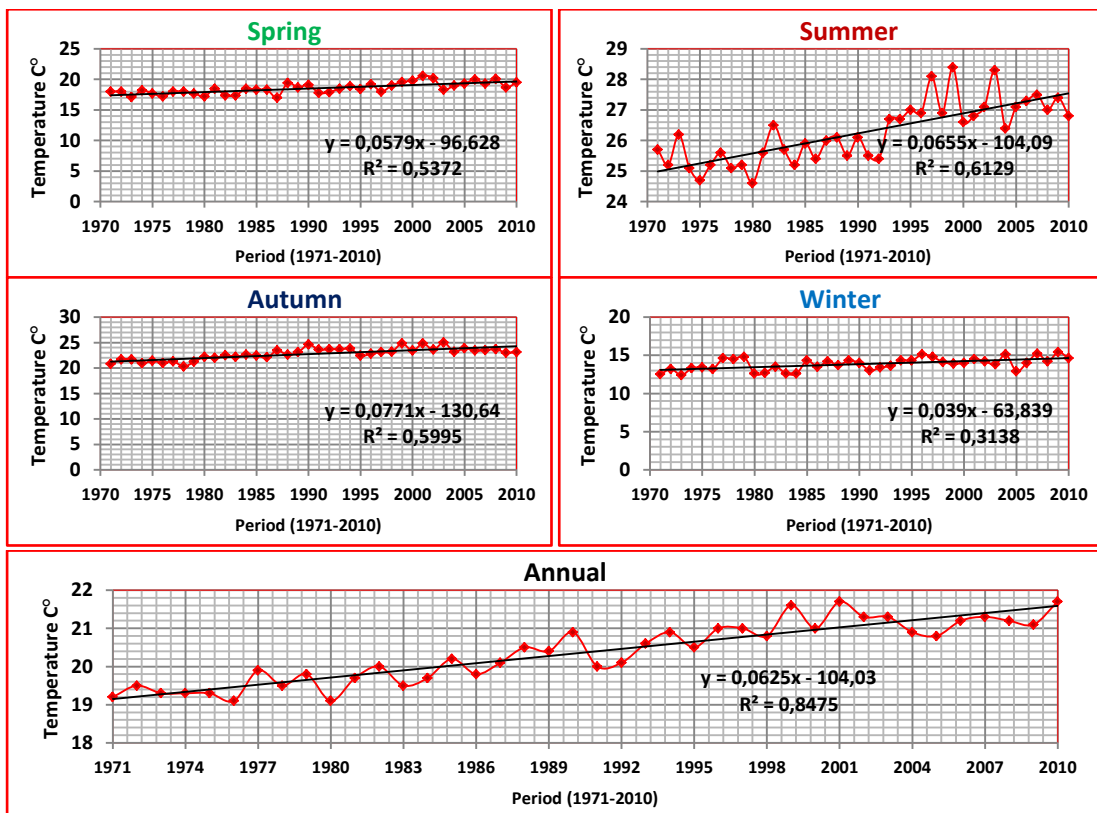 Spring
Temperature C°
25
20
15
10
5
0
y = 0,0579x - 96,628
R² = 0,5372
1970 1975 1980 1985 1990 1995 2000 2005 2010
Period (1971-2010)
Summer
Temperature C°
29
28
27
26
25
24
y = 0,0655x - 104,09
R² = 0,6129
1970 1975 1980 1985 1990 1995 2000 2005 2010
Period (1971-2010)
Autumn
Temperature C°
30
25
20
15
10
5
0
y = 0,0771x - 130,64
R² = 0,5995
1970 1975 1980 1985 1990 1995 2000 2005 2010
Period (1971-2010)
Winter
Temperature C°
20
15
10
5
0
y = 0,039x - 63,839
R² = 0,3138
1970 1975 1980 1985 1990 1995 2000 2005 2010
Period (1971-2010)
Annual
Temperature C°
22
21
20
19
18
y = 0,0625x - 104,03
R² = 0,8475
1971 1974 1977 1980 1983 1986 1989 1992 1995 1998 2001 2004 2007 2010
Period (1971-2010)